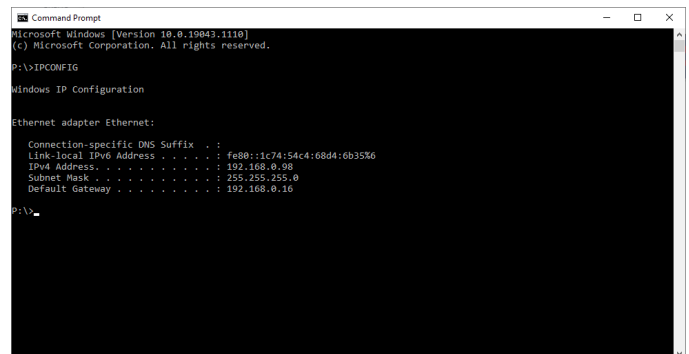 Command Prompt
Microsoft Windows [Version 10.0.19043.1110]
(c) Microsoft Corporation. All rights reserved.
P:\>IPCONFIG
Windows IP Configuration
Ethernet adapter Ethernet:
Connection-specific DNS Suffix . :
Link-local IPv6 Address . . . . . : fe80::1c74:54c4:68d4:6b35%6
IPv4 Address. . . . . . . . . . . : 192.168.0.98
Subnet Mask . . . . . . . . . . . : 255.255.255.0
Default Gateway . . . . . . . . . : 192.168.0.16
P:\>